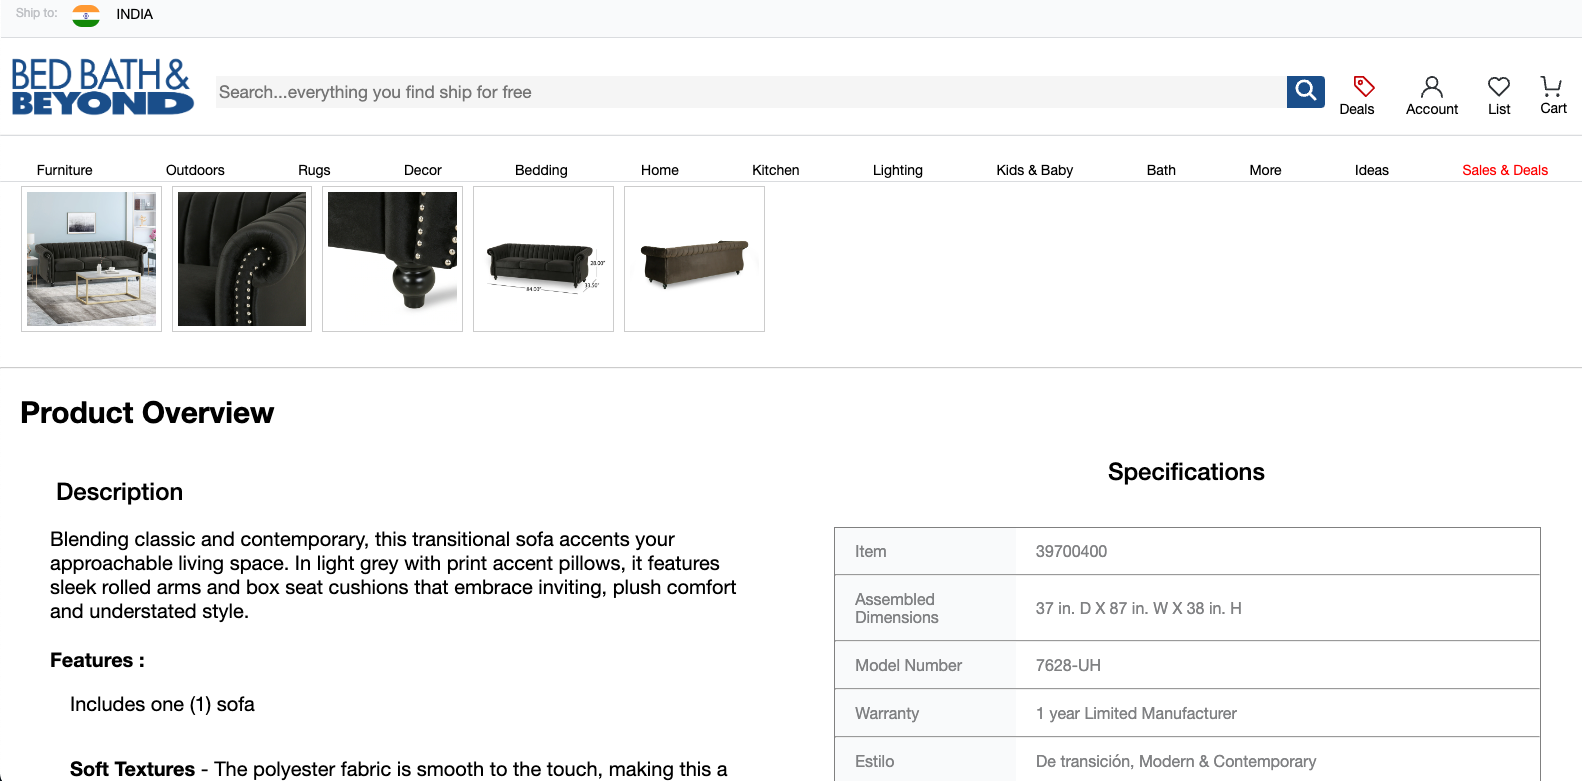 Ship to: INDIA
BED BATH &
BEYOND
Search...everything you find ship for free
Deals Account List Cart
Furniture Outdoors Rugs Decor Bedding Home Kitchen Lighting Kids & Baby Bath More Ideas Sales & Deals
28.00"
84.00"
Product Overview
Description
Blending classic and contemporary, this transitional sofa accents your
approachable living space. In light grey with print accent pillows, it features
sleek rolled arms and box seat cushions that embrace inviting, plush comfort
and understated style.
Features :
Includes one (1) sofa
Soft Textures - The polyester fabric is smooth to the touch, making this a
Specifications
Item 39700400
Assembled
Dimensions
37 in. D X 87 in. W X 38 in. H
Model Number 7628-UH
Warranty 1 year Limited Manufacturer
Estilo De transición, Modern & Contemporary